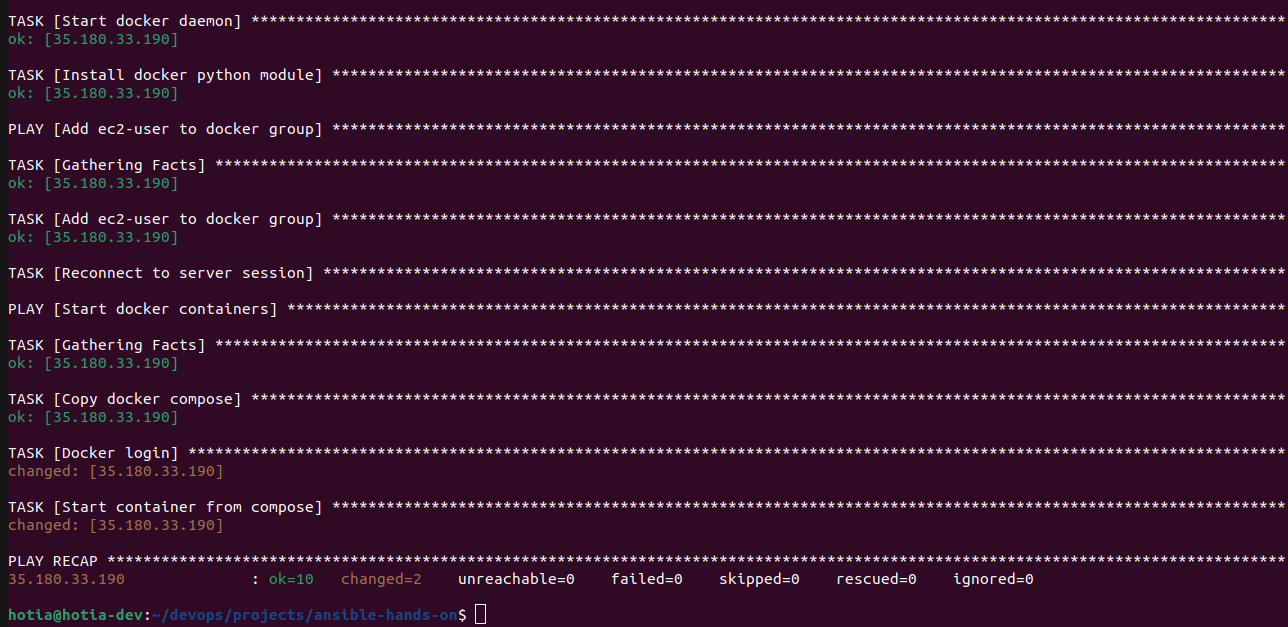 TASK [Start docker daemon] *******************************************************************************************************************
ok: [35.180.33.190]
TASK [Install docker python module] **********************************************************************************************************
ok: [35.180.33.190]
PLAY [Add ec2-user to docker group] **********************************************************************************************************
TASK [Gathering Facts] ***********************************************************************************************************************
ok: [35.180.33.190]
TASK [Add ec2-user to docker group] **********************************************************************************************************
ok: [35.180.33.190]
TASK [Reconnect to server session] ***********************************************************************************************************
PLAY [Start docker containers] ***************************************************************************************************************
TASK [Gathering Facts] ***********************************************************************************************************************
ok: [35.180.33.190]
TASK [Copy docker compose] *******************************************************************************************************************
ok: [35.180.33.190]
TASK [Docker login] **************************************************************************************************************************
changed: [35.180.33.190]
TASK [Start container from compose] **********************************************************************************************************
changed: [35.180.33.190]
PLAY RECAP ***********************************************************************************************************************************
35.180.33.190              : ok=10   changed=2    unreachable=0    failed=0    skipped=0    rescued=0    ignored=0
hotia@hotia-dev:~/devops/projects/ansible-hands-on$